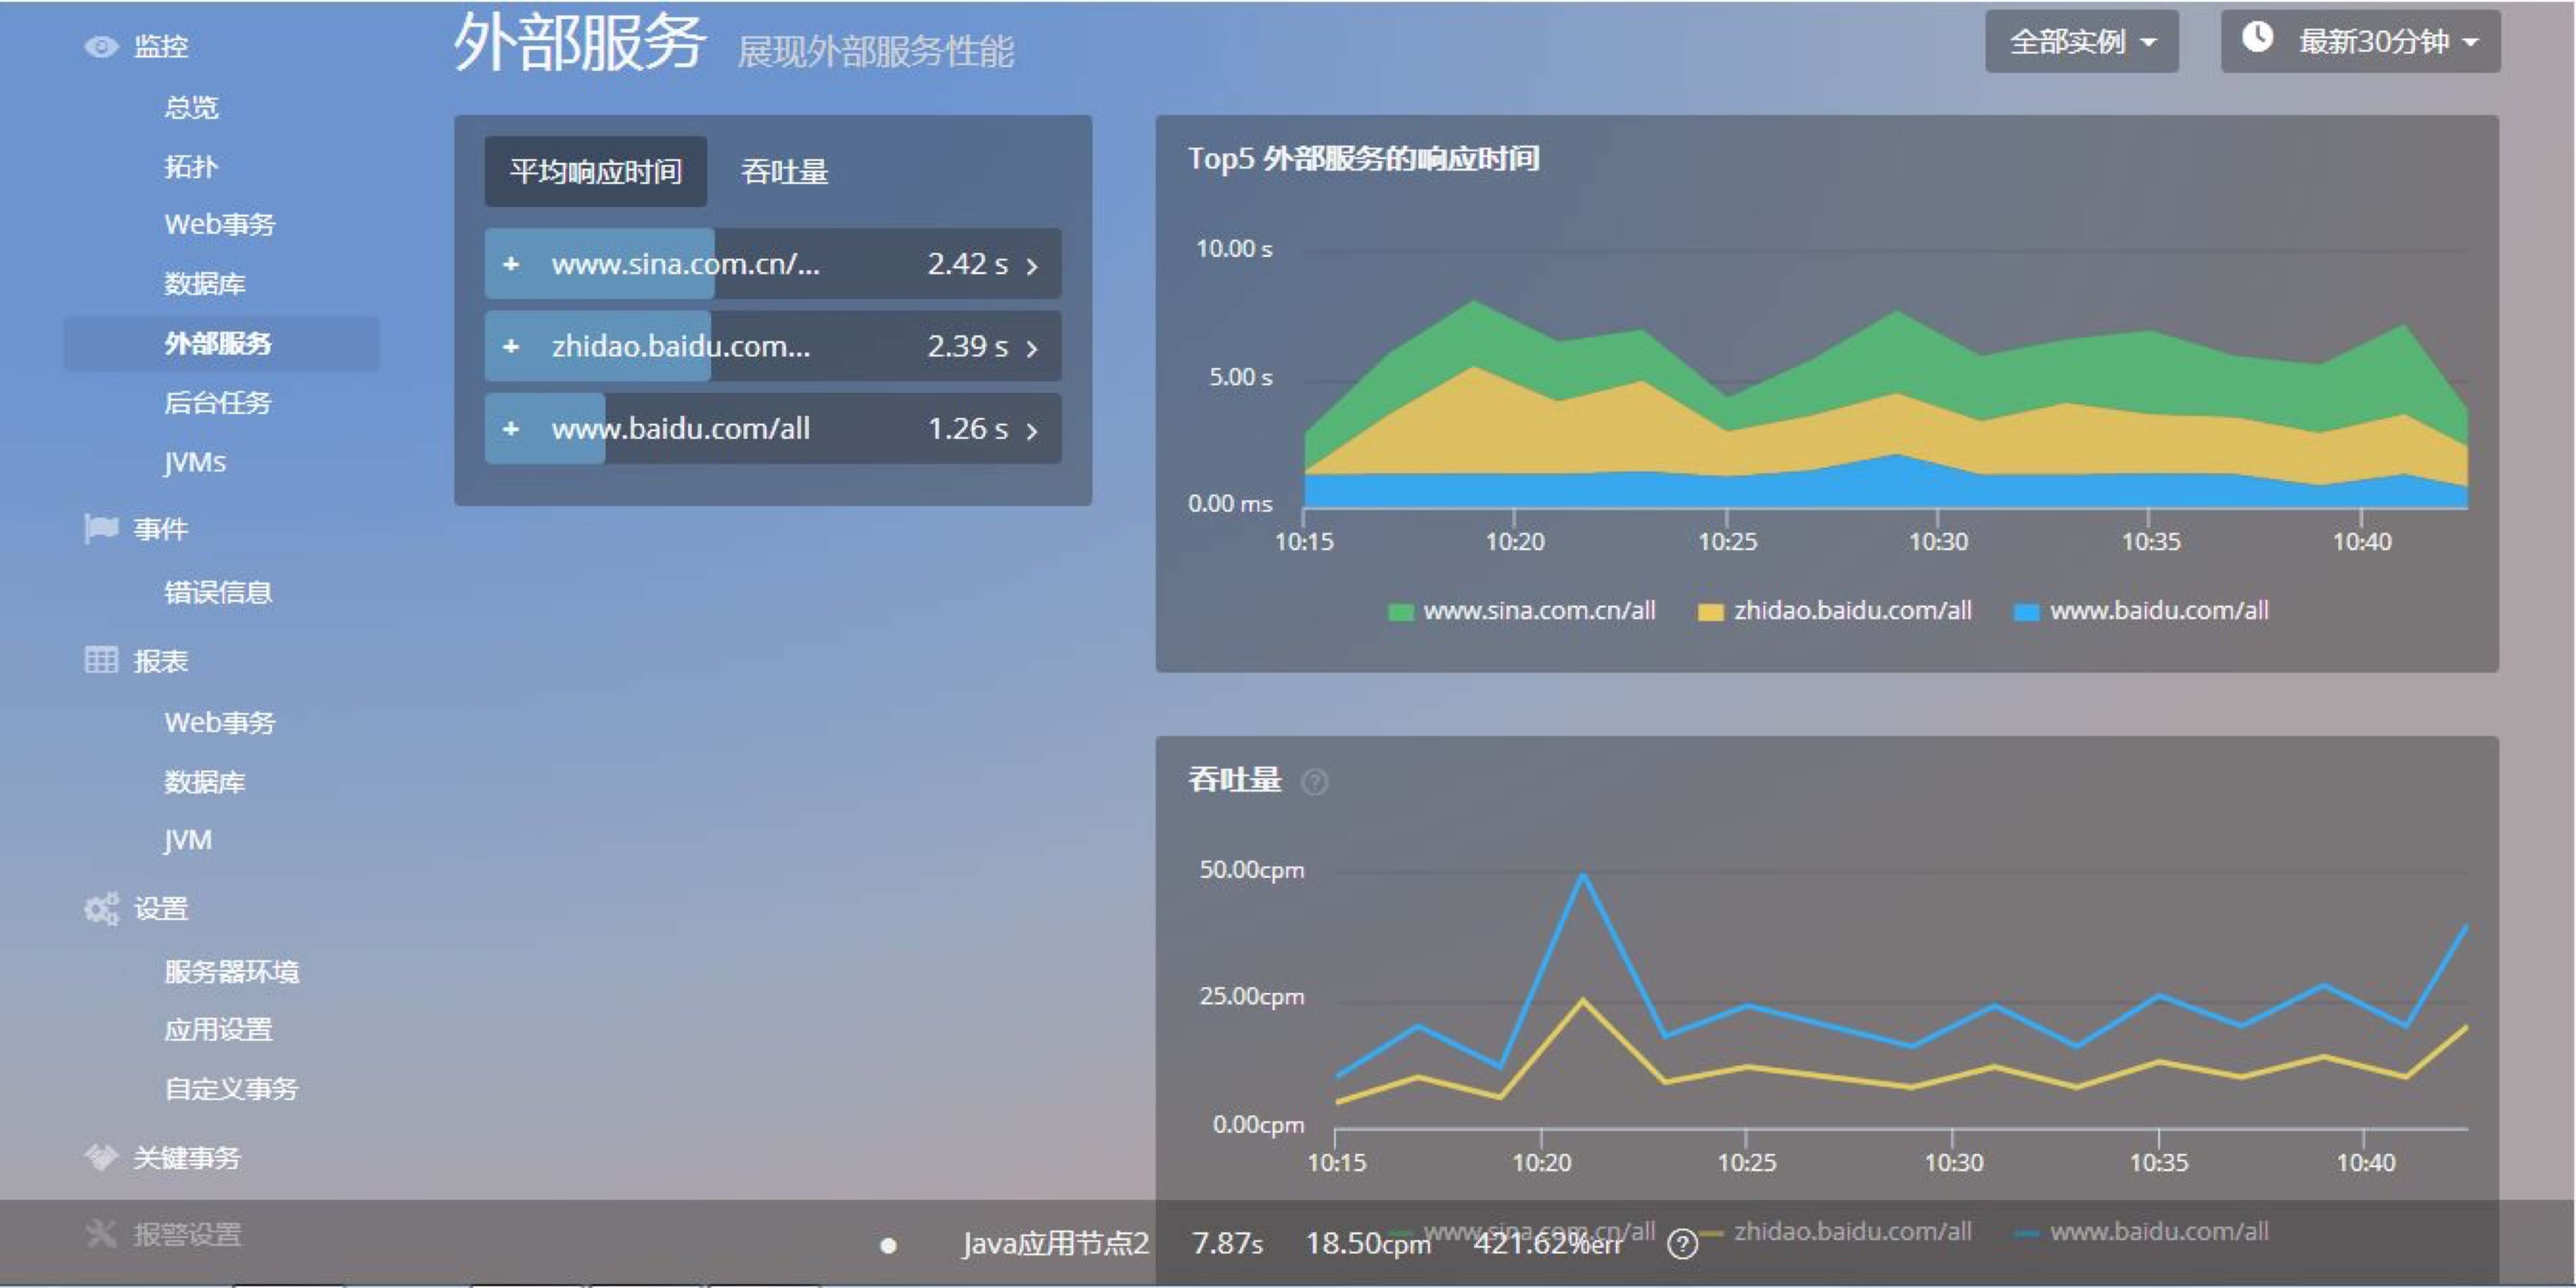 监控
总览
拓扑
Web事务
数据库
外部服务
后台任务
JVMs
事件
错误信息
报表
Web事务
数据库
JVM
设置
服务器环境
应用设置
自定义事务
关键事务
报警设置
外部服务 展现外部服务性能
全部实例 最新30分钟
平均响应时间 吞吐量
+ www.sina.com.cn/... 2.42 s >
+ zhidao.baidu.com... 2.39 s >
+ www.baidu.com/all 1.26 s >
Top5 外部服务的响应时间
10.00 s
5.00 s
0.00 ms
10:15 10:20 10:25 10:30 10:35 10:40
www.sina.com.cn/all zhidao.baidu.com/all www.baidu.com/all
吞吐量 ?
50.00cpm
25.00cpm
0.00cpm
10:15 10:20 10:25 10:30 10:35 10:40
www.sina.com.cn/all zhidao.baidu.com/all www.baidu.com/all
Java应用节点2 7.87s 18.50cpm 421.62%err ?